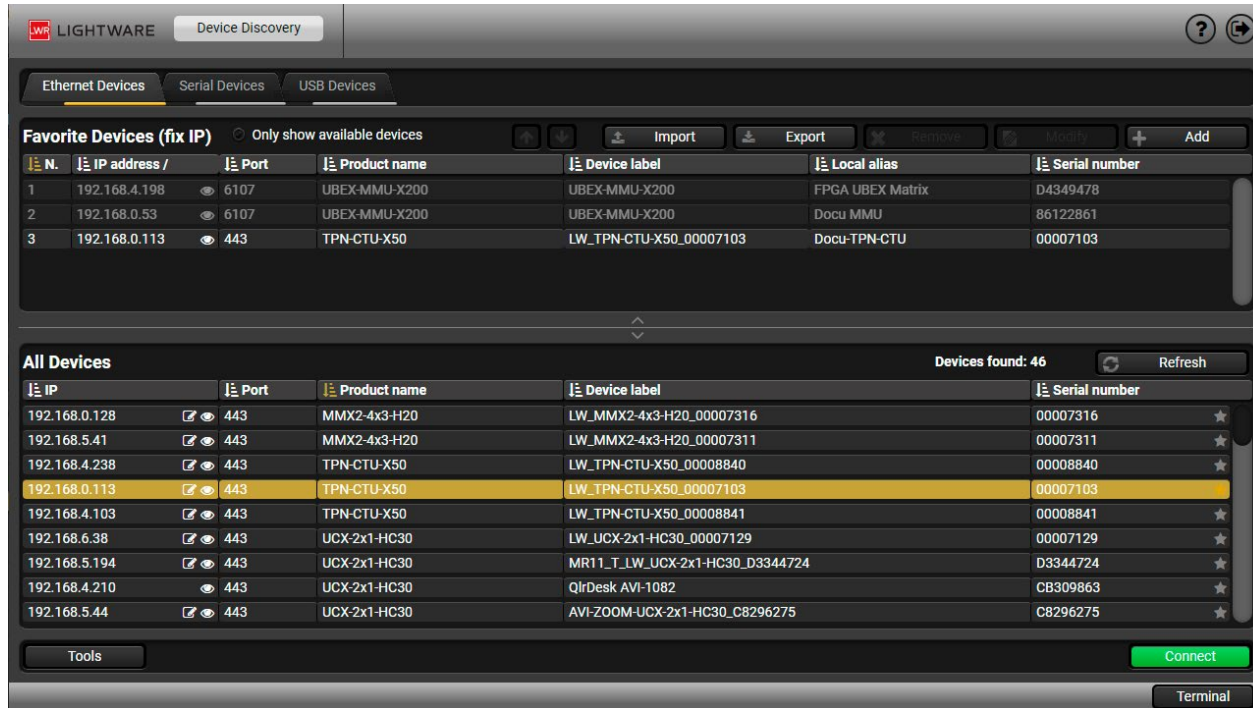 LWR LIGHTWARE Device Discovery ?
Ethernet Devices Serial Devices USB Devices
Favorite Devices (fix IP) Only show available devices Import Export Remove Modify Add
N. IP address / Port Product name Device label Local alias Serial number
1 192.168.4.198 6107 UBEX-MMU-X200 UBEX-MMU-X200 FPGA UBEX Matrix D4349478
2 192.168.0.53 6107 UBEX-MMU-X200 UBEX-MMU-X200 Docu MMU 86122861
3 192.168.0.113 443 TPN-CTU-X50 LW_TPN-CTU-X50_00007103 Docu-TPN-CTU 00007103
All Devices Devices found: 46 Refresh
IP Port Product name Device label Serial number
192.168.0.128 443 MMX2-4x3-H20 LW_MMX2-4x3-H20_00007316 00007316
192.168.5.41 443 MMX2-4x3-H20 LW_MMX2-4x3-H20_00007311 00007311
192.168.4.238 443 TPN-CTU-X50 LW_TPN-CTU-X50_00008840 00008840
192.168.0.113 443 TPN-CTU-X50 LW_TPN-CTU-X50_00007103 00007103
192.168.4.103 443 TPN-CTU-X50 LW_TPN-CTU-X50_00008841 00008841
192.168.6.38 443 UCX-2x1-HC30 LW_UCX-2x1-HC30_00007129 00007129
192.168.5.194 443 UCX-2x1-HC30 MR11_T_LW_UCX-2x1-HC30_D3344724 D3344724
192.168.4.210 443 UCX-2x1-HC30 QlrDesk AVI-1082 CB309863
192.168.5.44 443 UCX-2x1-HC30 AVI-ZOOM-UCX-2x1-HC30_C8296275 C8296275
Tools Connect
Terminal